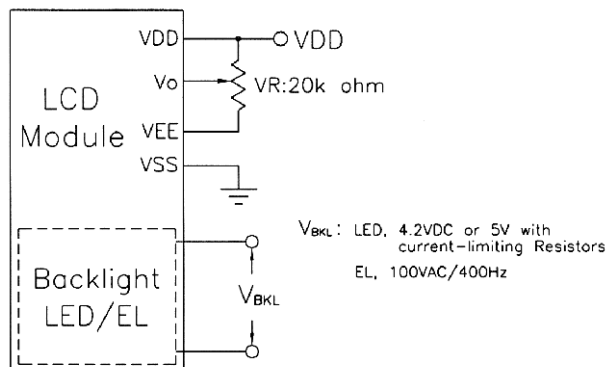 VDD
VDD
Vo
VR:20k ohm
LCD
Module
VEE
VSS
VBKL: LED, 4.2VDC or 5V with
current-limiting Resistors
EL, 100VAC/400Hz
Backlight
LED/EL
VBKL